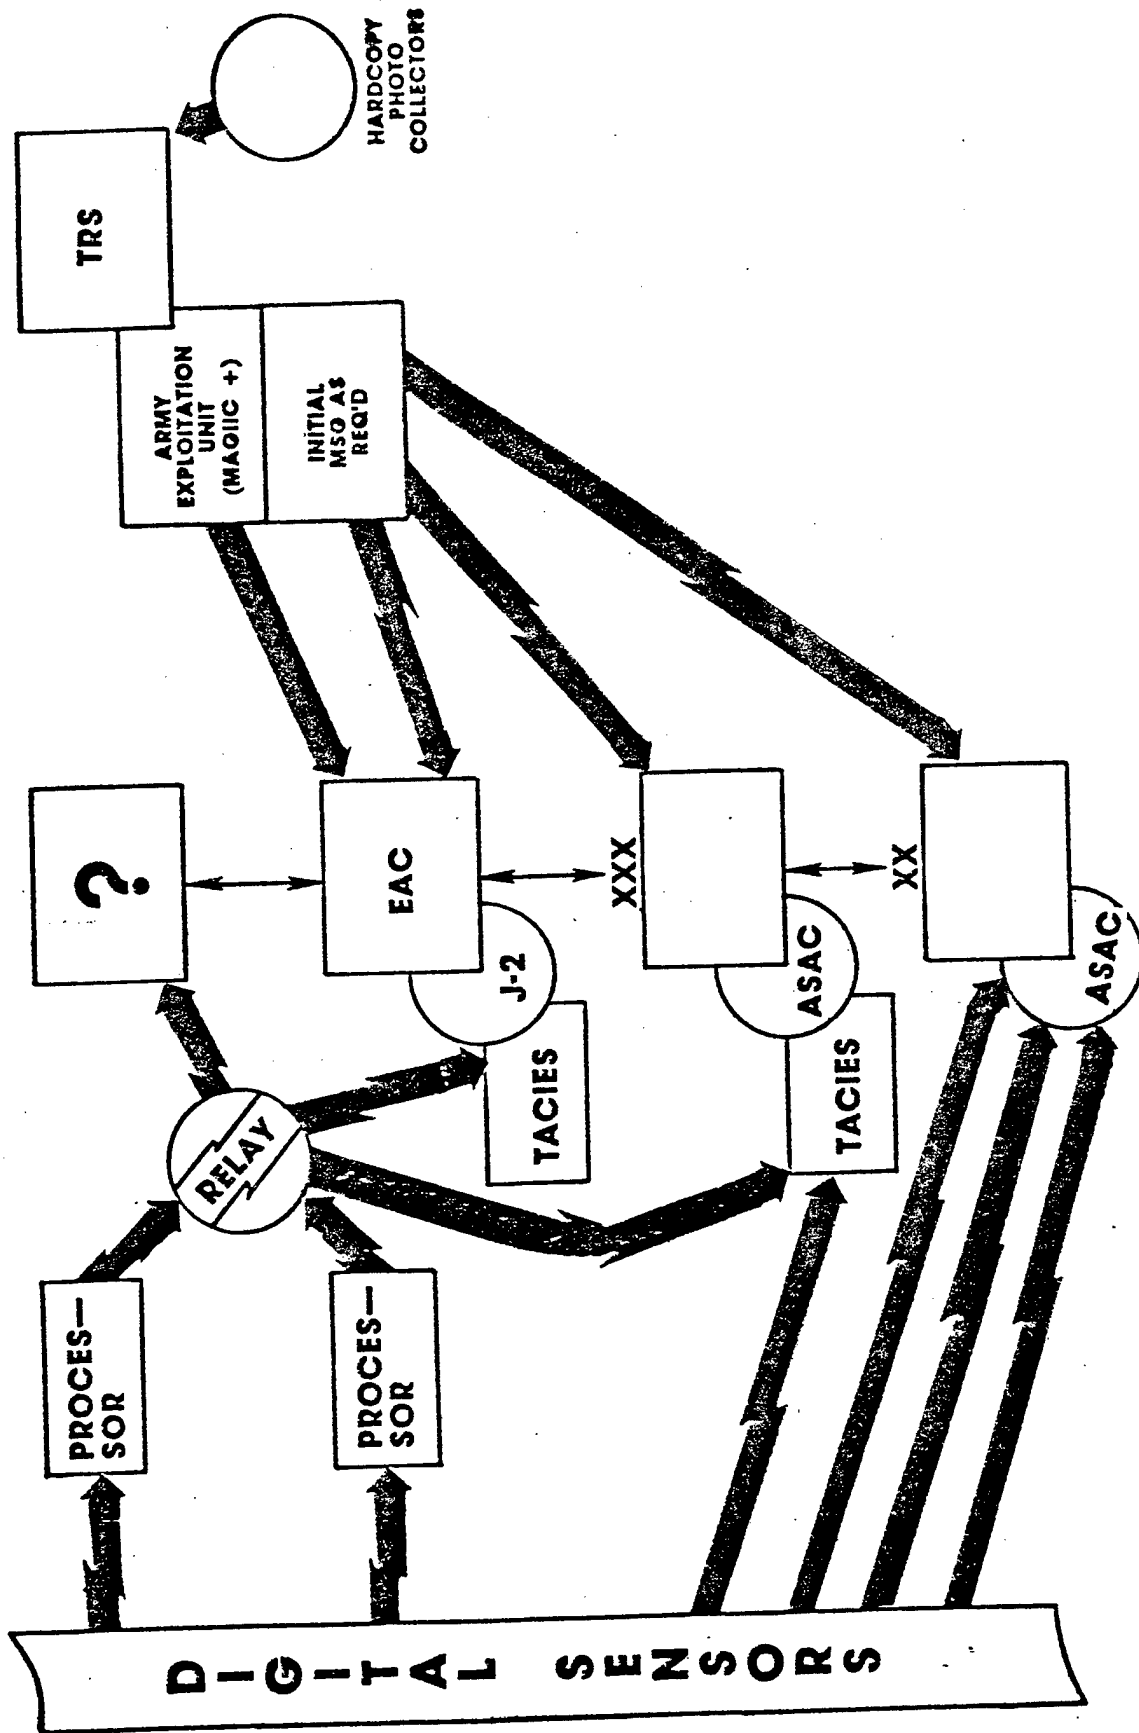 DIGITAL SENSORS
PROCES—
SOR
PROCES—
SOR
RELAY
?
EAC
J-2
TACIES
XXX
ASAC
TACIES
XX
ASAC
TRS
ARMY
EXPLOITATION
UNIT
(MAGIIC +)
INITIAL
MSG AS
REQ'D
HARDCOPY
PHOTO
COLLECTORS